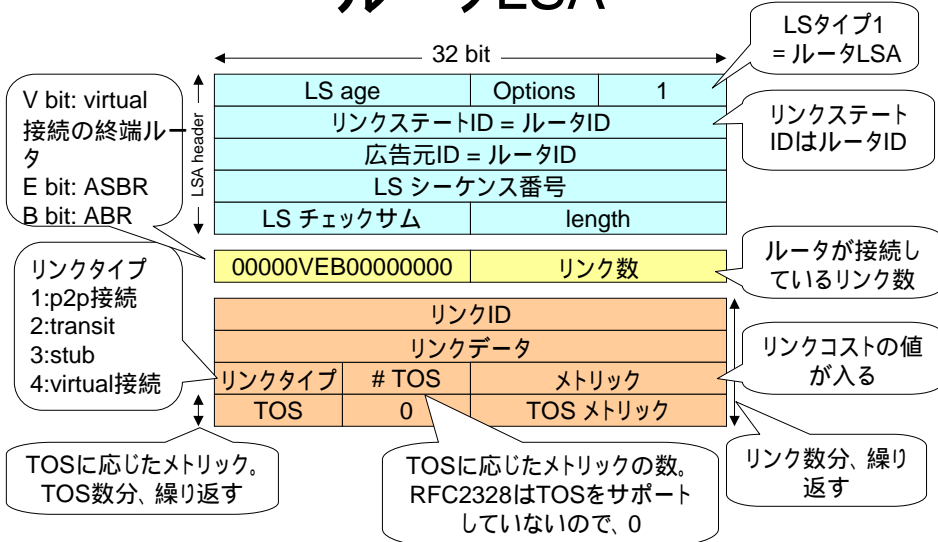 ルータLSA
LSタイプ1
= ルータLSA
32 bit
LS age Options 1
V bit: virtual
接続の終端ルー
タ
E bit: ASBR
B bit: ABR
LSA header
リンクステートID = ルータID
リンクステート
IDはルータID
広告元ID = ルータID
LS シーケンス番号
LS チェックサム length
00000VEB00000000 リンク数
ルータが接続し
ているリンク数
リンクタイプ
1:p2p接続
2:transit
3:stub
4:virtual接続
リンクID
リンクデータ
リンクタイプ # TOS メトリック
リンクコストの値
が入る
TOS 0 TOS メトリック
TOSに応じたメトリック。
TOS数分、繰り返す
TOSに応じたメトリックの数。
RFC2328はTOSをサポート
していないので、0
リンク数分、繰り
返す